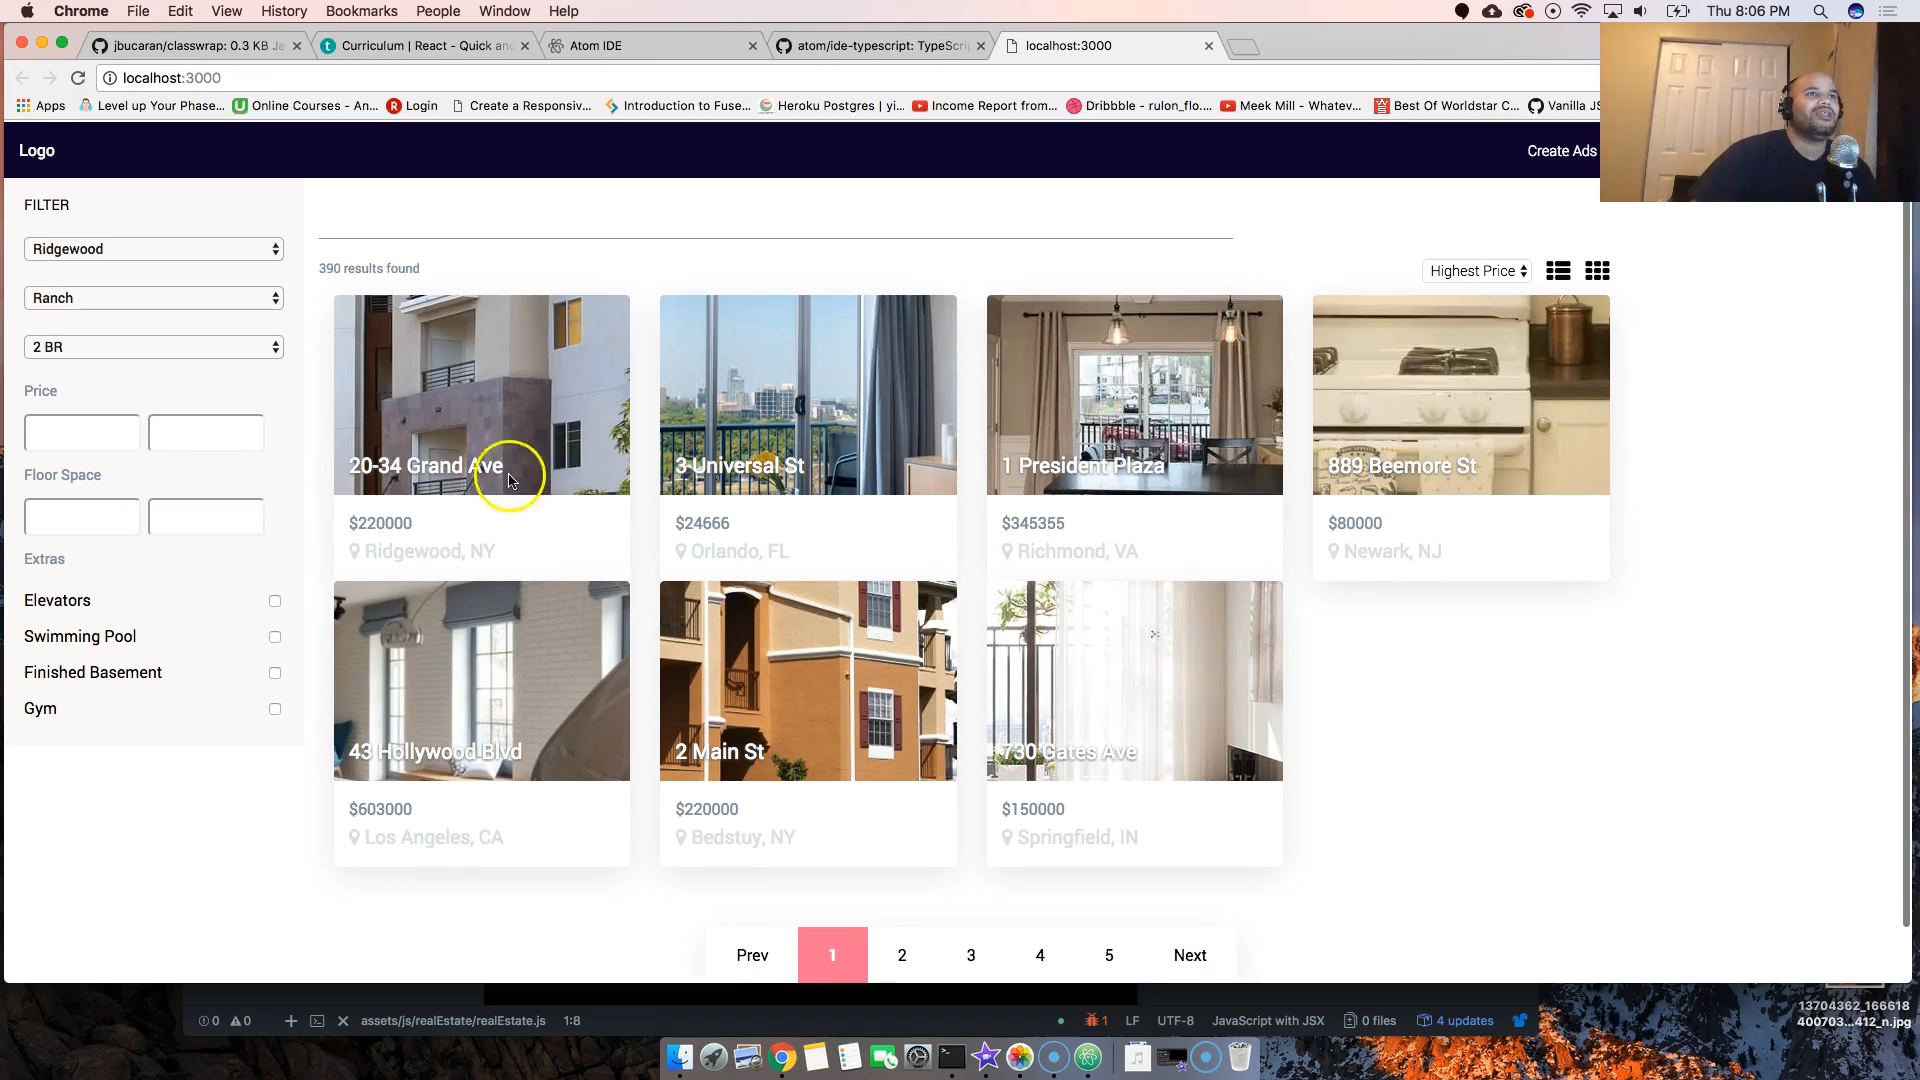 Chrome File Edit View History Bookmarks People Window Help Thu 8:06 PM
jbucaran/classwrap: 0.3 KB Ja
Curriculum | React - Quick and
Atom IDE
atom/ide-typescript: TypeScri
localhost:3000
localhost:3000
Apps Level up Your Phase... Online Courses - An... Login Create a Responsiv... Introduction to Fuse... Heroku Postgres | yi... Income Report from... Dribbble - rulon_flo.... Meek Mill - Whatev... Best Of Worldstar C... Vanilla JS
Logo
Create Ads
FILTER
Ridgewood
Ranch
2 BR
Price
Floor Space
Extras
Elevators
Swimming Pool
Finished Basement
Gym
390 results found
Highest Price
20-34 Grand Ave
$220000
Ridgewood, NY
3 Universal St
$24666
Orlando, FL
1 President Plaza
$345355
Richmond, VA
889 Beemore St
$80000
Newark, NJ
43 Hollywood Blvd
$603000
Los Angeles, CA
2 Main St
$220000
Bedstuy, NY
730 Gates Ave
$150000
Springfield, IN
Prev 1 2 3 4 5 Next
13704362_166618
400703...412_n.jpg
0 0 assets/js/realEstate/realEstate.js 1:8 1 LF UTF-8 JavaScript with JSX 0 files 4 updates